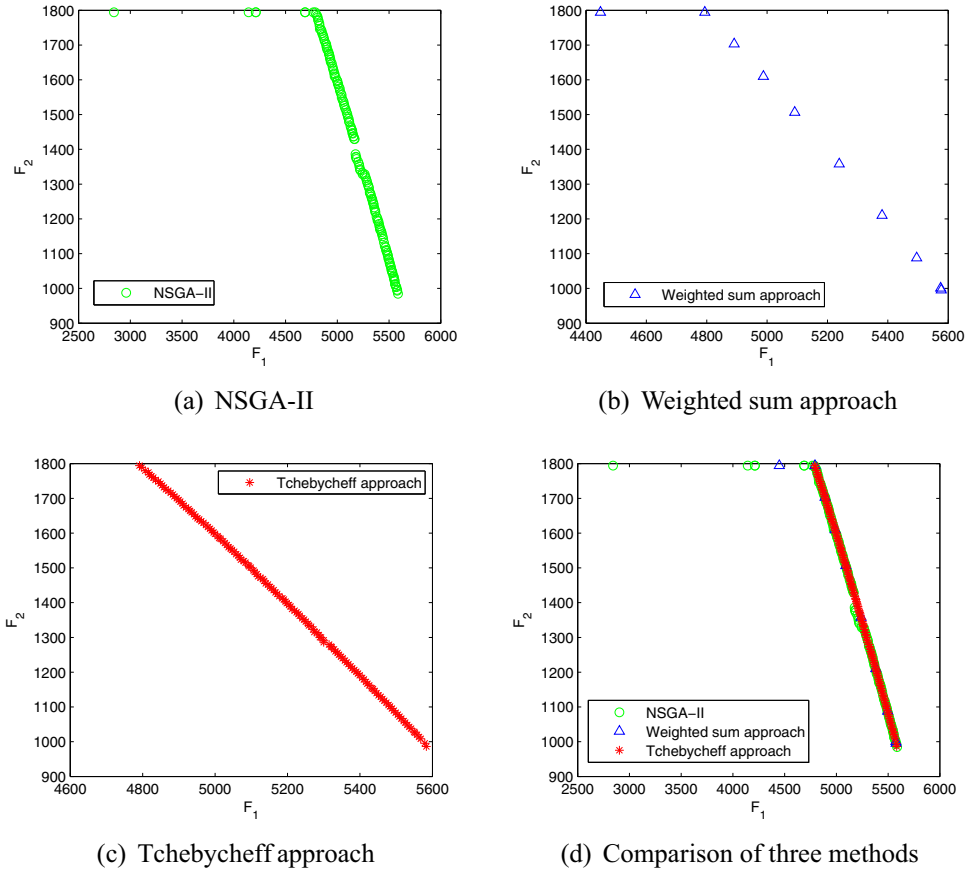 1800
1700
1600
1500
1400
1300
1200
1100
1000
900
F2
NSGA-II
2500 3000 3500 4000 4500 5000 5500 6000
F1
(a) NSGA-II
1800
1700
1600
1500
1400
1300
1200
1100
1000
900
F2
Weighted sum approach
4400 4600 4800 5000 5200 5400 5600
F1
(b) Weighted sum approach
1800
1700
1600
1500
1400
1300
1200
1100
1000
900
F2
Tchebycheff approach
4600 4800 5000 5200 5400 5600
F1
(c) Tchebycheff approach
1800
1700
1600
1500
1400
1300
1200
1100
1000
900
F2
NSGA-II
Weighted sum approach
Tchebycheff approach
2500 3000 3500 4000 4500 5000 5500 6000
F1
(d) Comparison of three methods